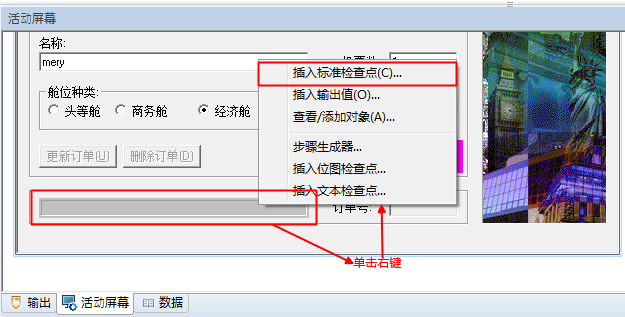 活动屏幕
名称:
mery
插入标准检查点(C)...
舱位种类:
插入输出值(O)...
头等舱 商务舱 经济舱
查看/添加对象(A)...
步骤生成器...
更新订单(U) 删除订单(D)
插入位图检查点...
插入文本检查点...
订单号:
单击右键
输出 活动屏幕 数据